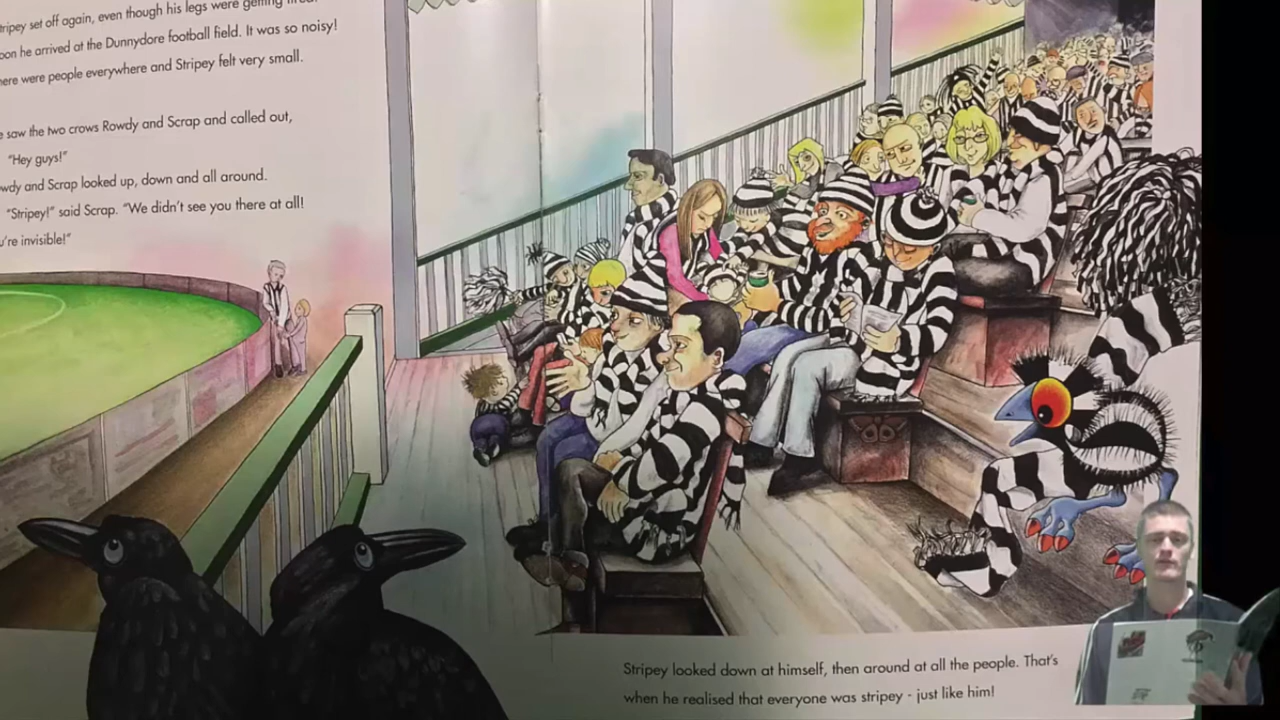 tripey set off again, even though his legs were getting tired.
oon he arrived at the Dunnydore football field. It was so noisy!
here were people everywhere and Stripey felt very small.
e saw the two crows Rowdy and Scrap and called out,
"Hey guys!"
wdy and Scrap looked up, down and all around.
"Stripey!" said Scrap. "We didn't see you there at all!
u're invisible!"
Stripey looked down at himself, then around at all the people. That's
when he realised that everyone was stripey - just like him!